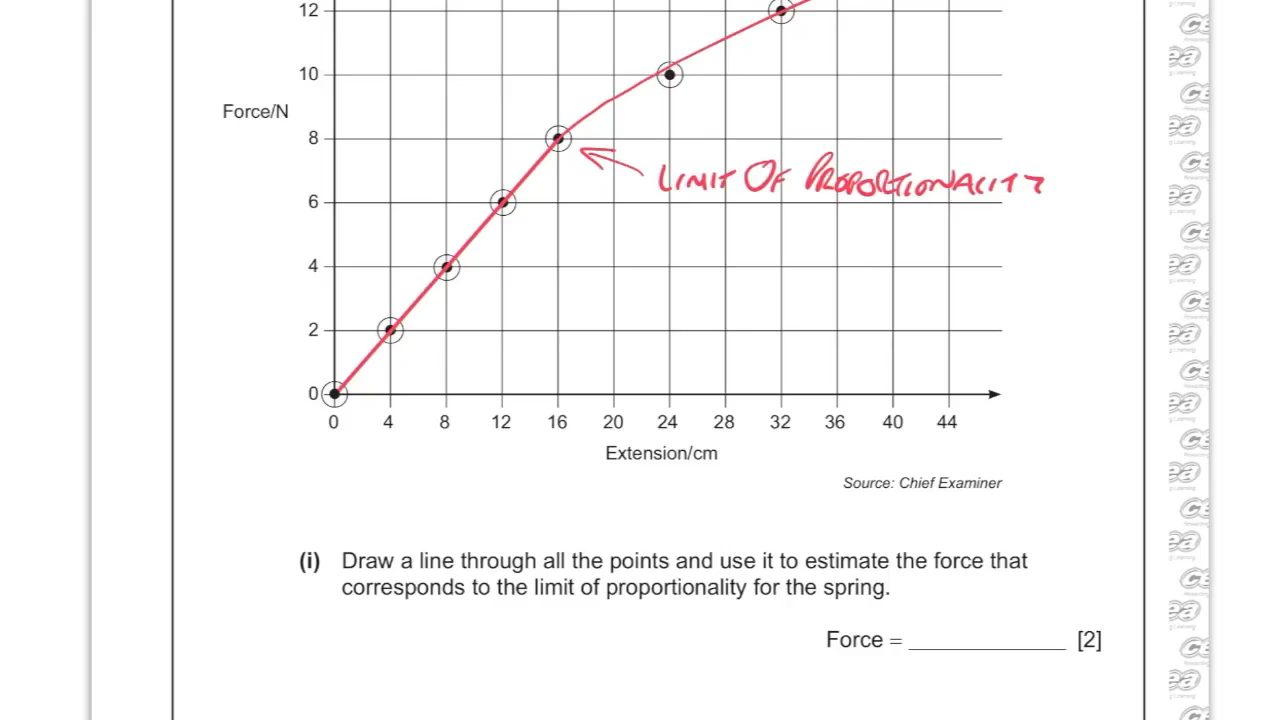 12
10
Force/N
8
LIMIT OF PROPORTIONALITY
6
4
2
0
0 4 8 12 16 20 24 28 32 36 40 44
Extension/cm
Source: Chief Examiner
(i) Draw a line through all the points and use it to estimate the force that
corresponds to the limit of proportionality for the spring.
Force = ____________ [2]